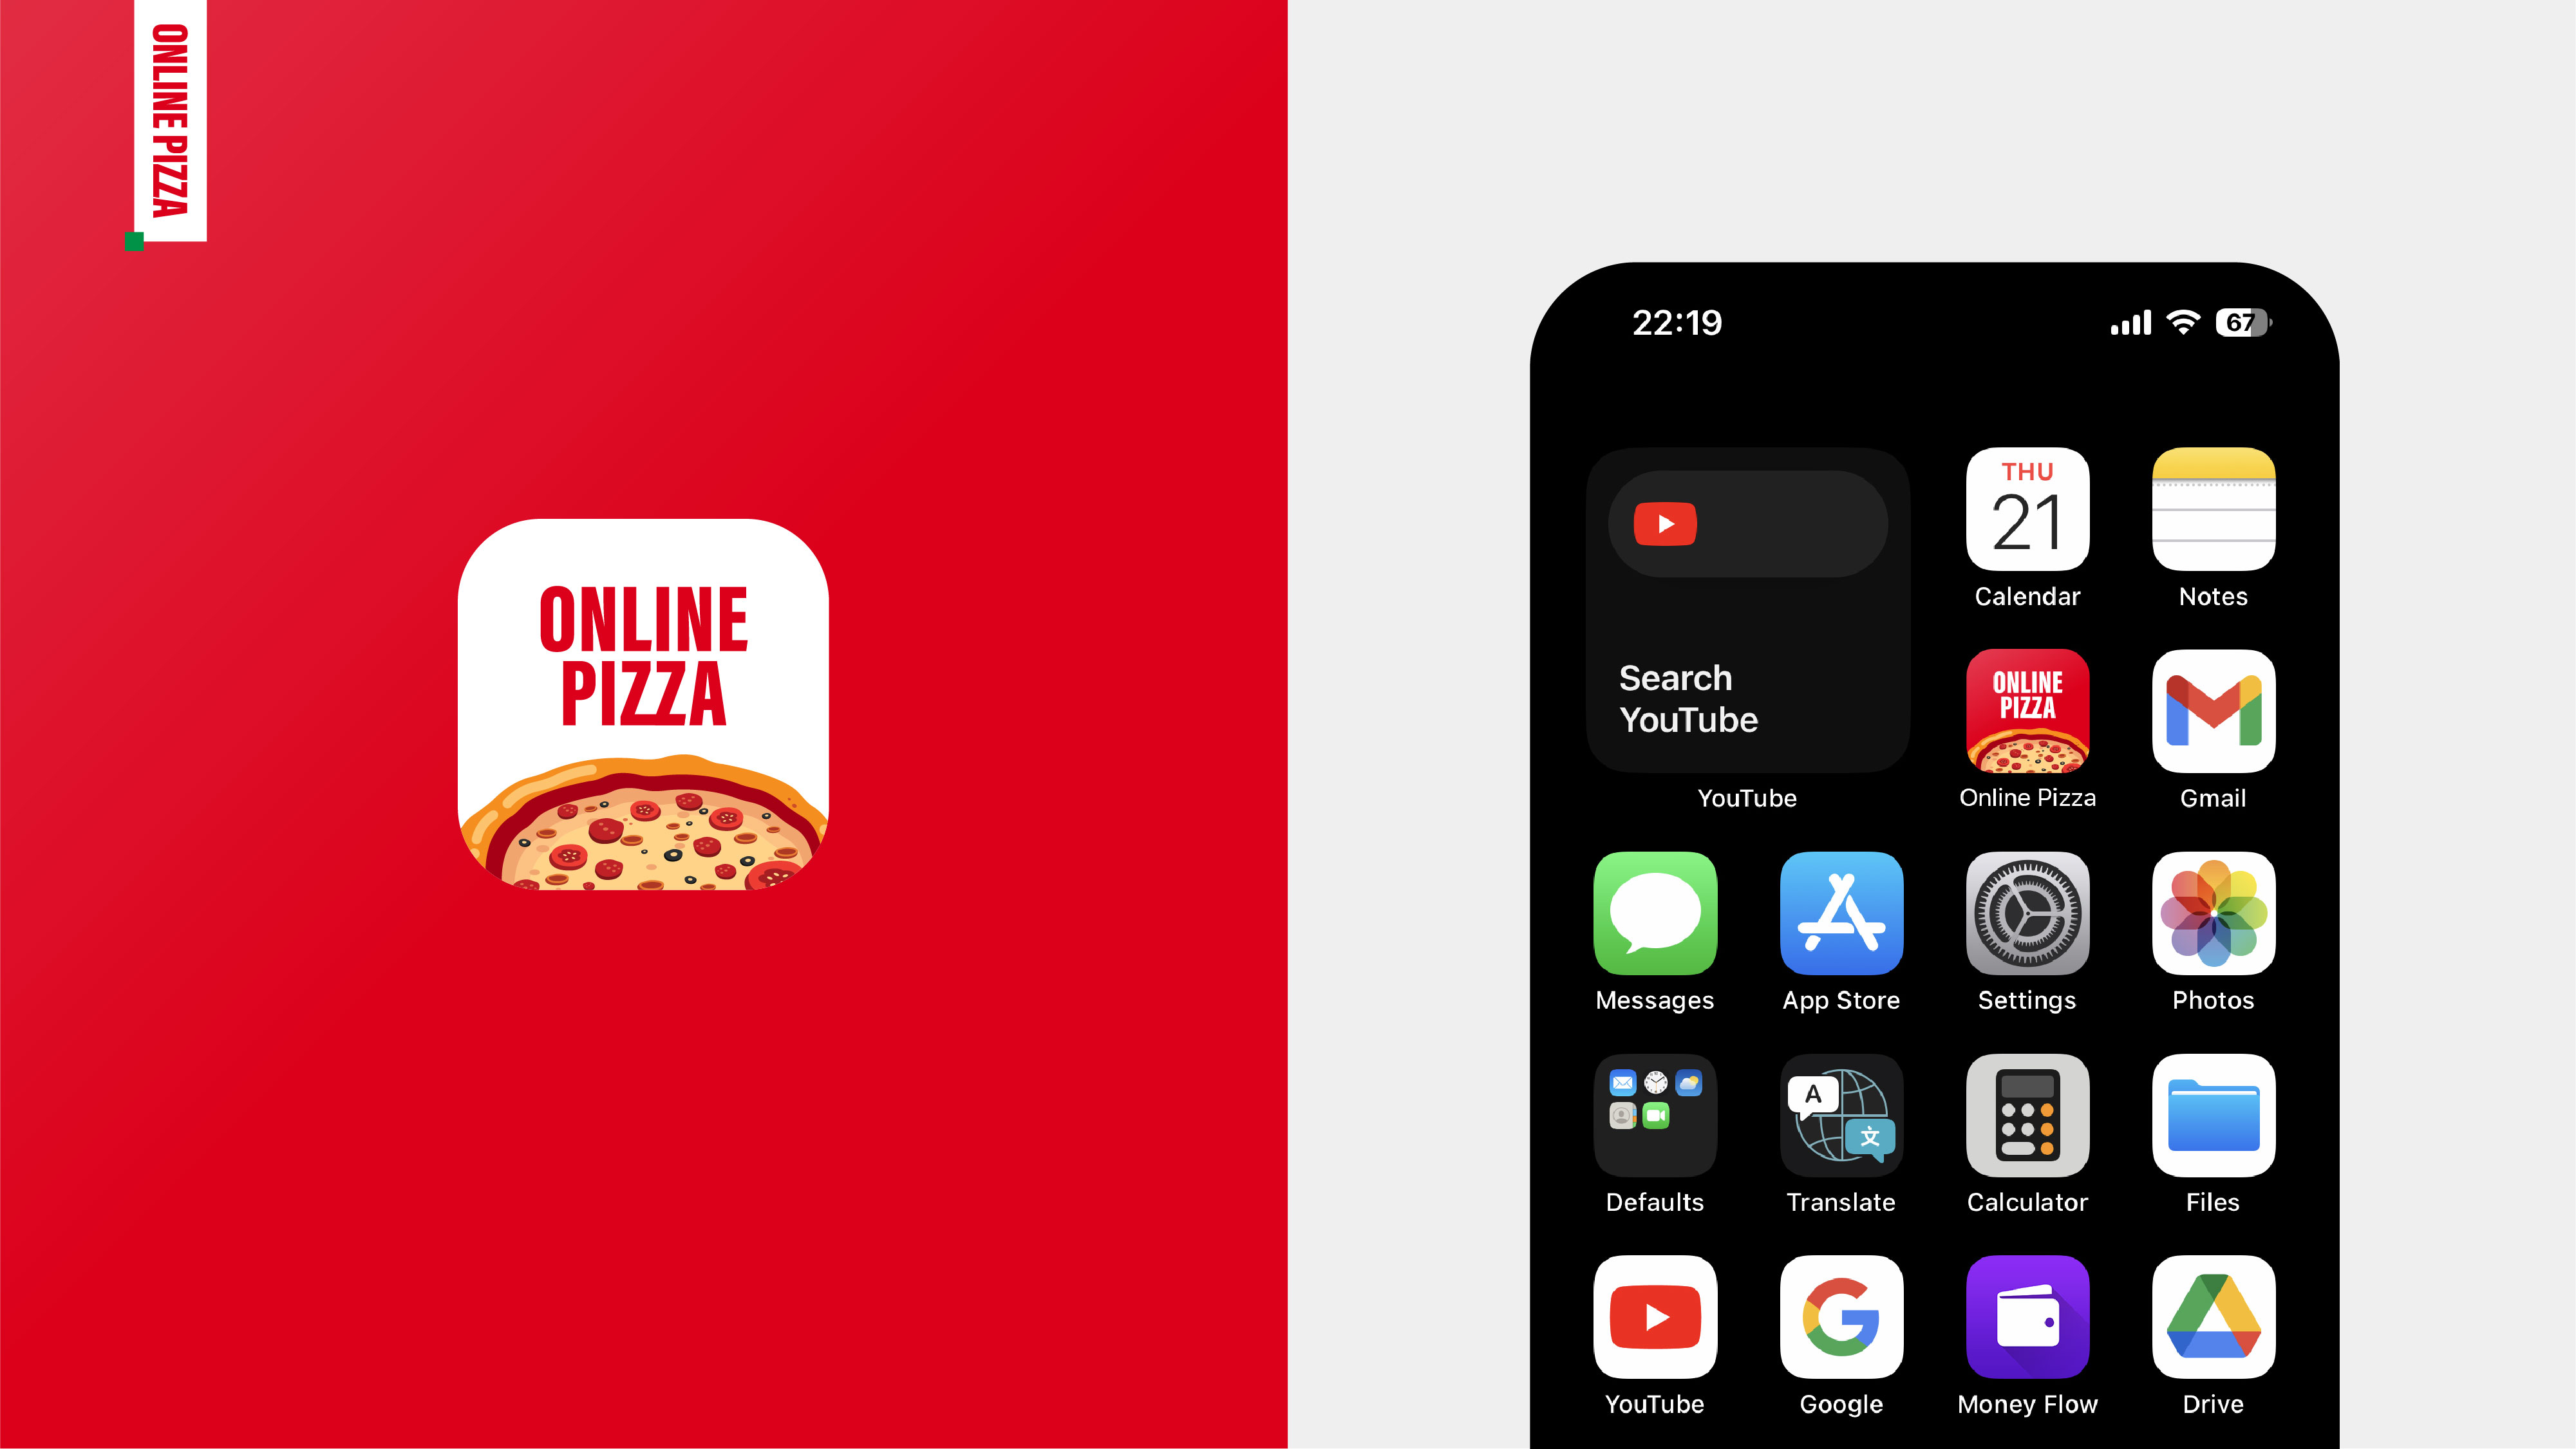 ONLINE PIZZA
ONLINE
PIZZA
22:19
67
THU
21
Calendar
Notes
Search
YouTube
YouTube
ONLINE
PIZZA
Online Pizza
Gmail
Messages
App Store
Settings
Photos
A
文
Defaults
Translate
Calculator
Files
YouTube
Google
Money Flow
Drive